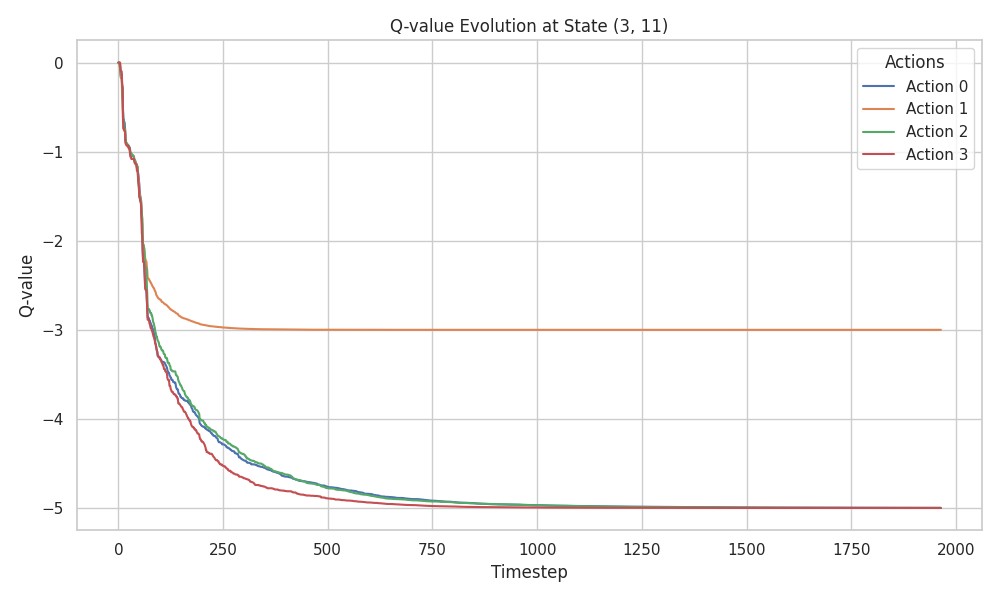 Q-value Evolution at State (3, 11)
Actions
Action 0
Action 1
Action 2
Action 3
Q-value
0
−1
−2
−3
−4
−5
0 250 500 750 1000 1250 1500 1750 2000
Timestep